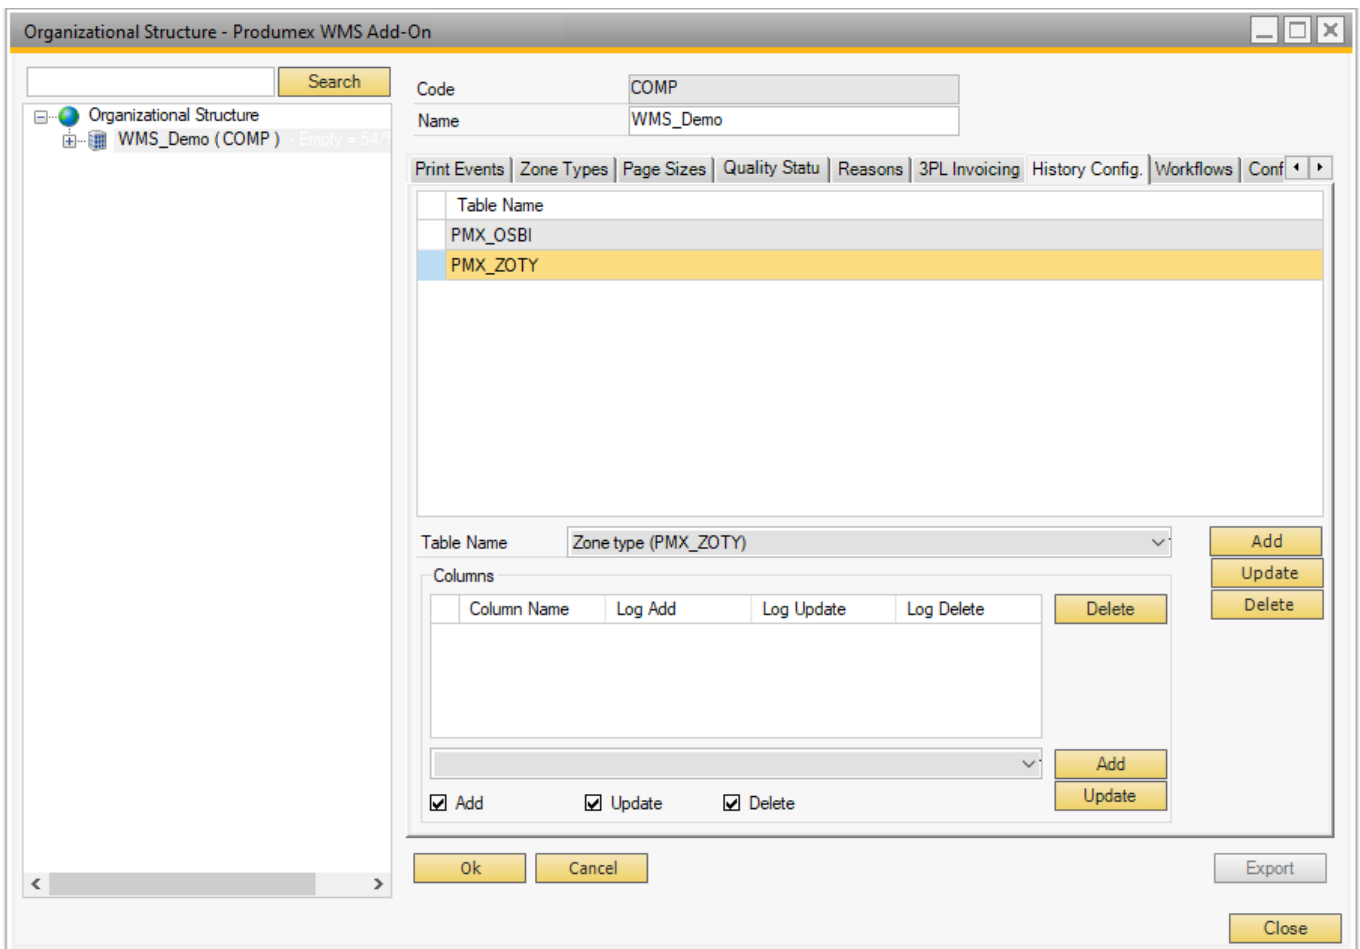 Organizational Structure - Produmex WMS Add-On
Search
Organizational Structure
WMS_Demo ( COMP ) - Empty = 54/
Code COMP
Name WMS_Demo
Print Events Zone Types Page Sizes Quality Statu Reasons 3PL Invoicing History Config. Workflows Conf
Table Name
PMX_OSBI
PMX_ZOTY
Table Name Zone type (PMX_ZOTY) Add
Update
Delete
Columns
Column Name Log Add Log Update Log Delete Delete
Add
Update
Add Update Delete
Ok Cancel Export
Close